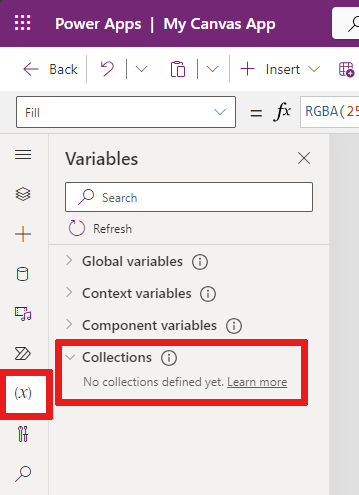 Power Apps | My Canvas App
Back Insert
Fill = fx RGBA(25
Variables
Search
Refresh
Global variables
Context variables
Component variables
Collections
No collections defined yet. Learn more
(x)